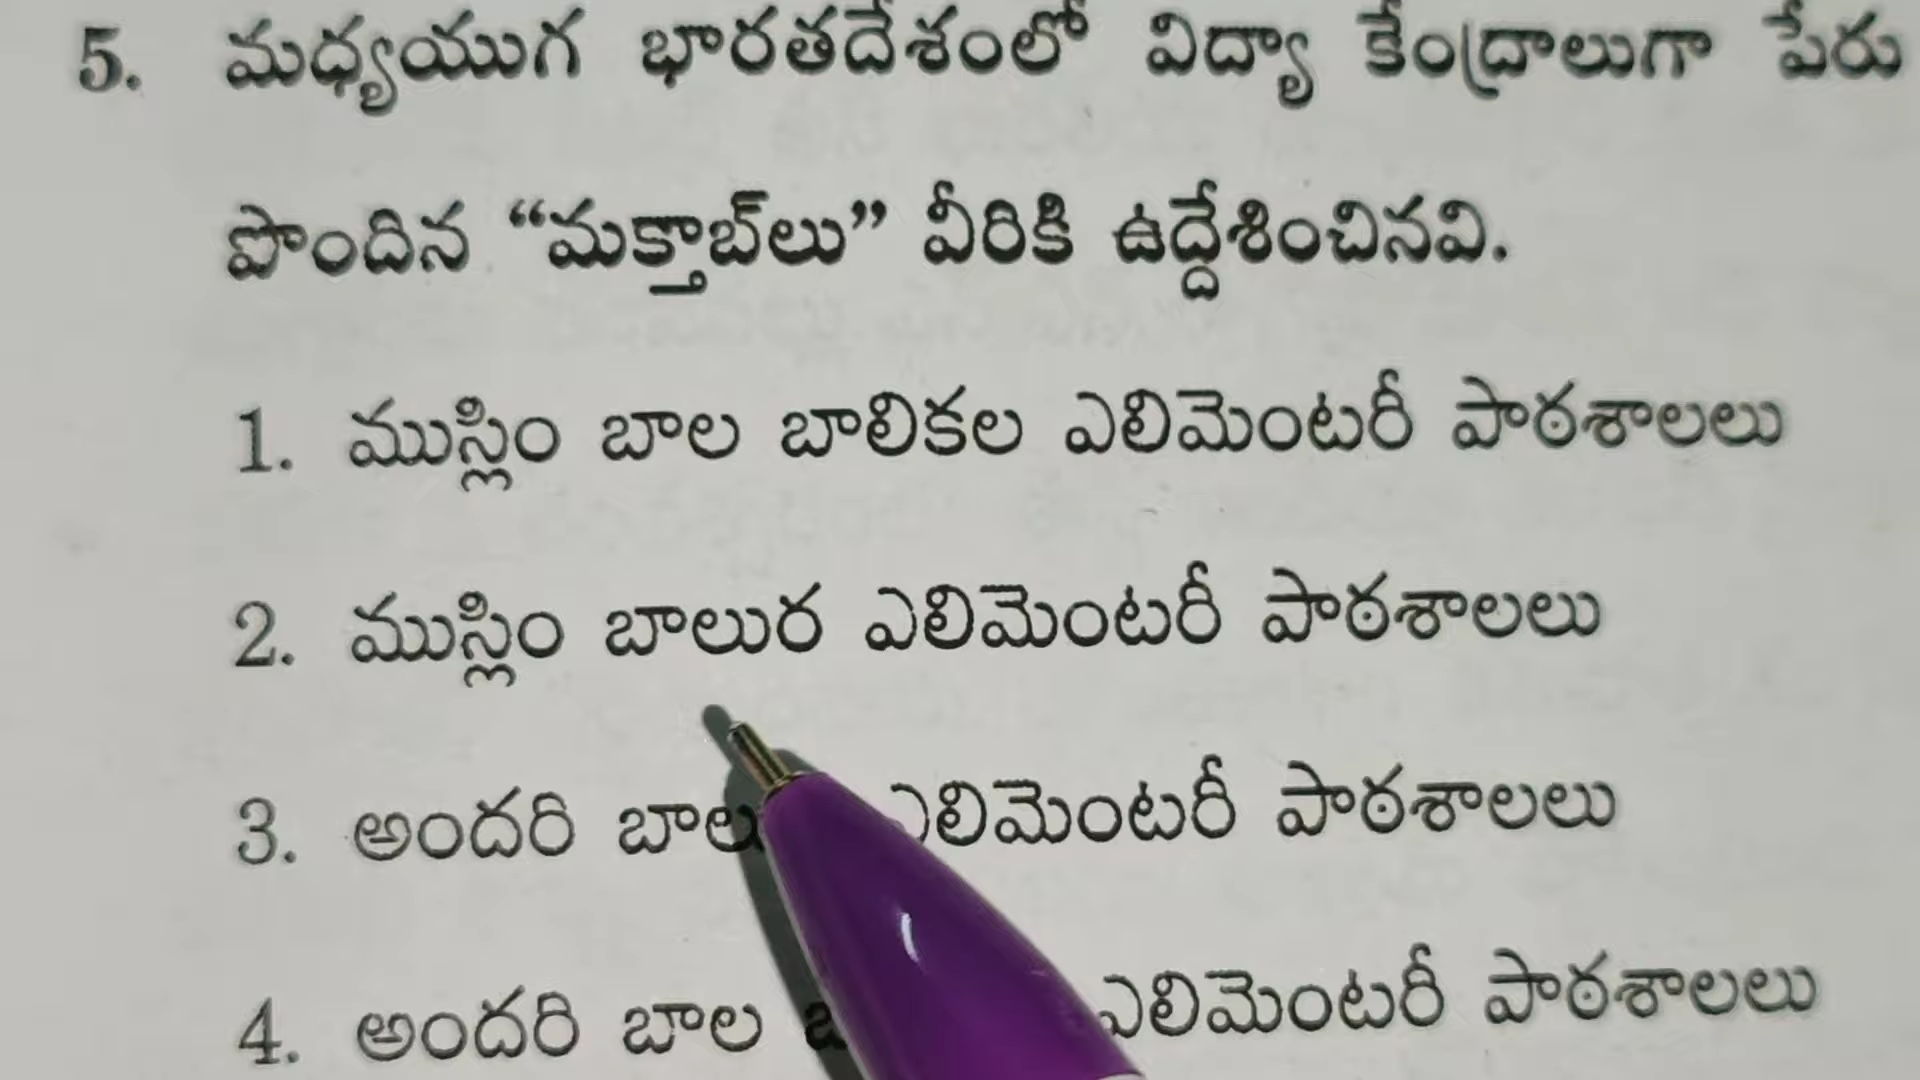 5. మధ్యయుగ భారతదేశంలో విద్యా కేంద్రాలుగా పేరు
పొందిన “మక్తాబ్‌లు” వీరికి ఉద్దేశించినవి.
1. ముస్లిం బాల బాలికల ఎలిమెంటరీ పాఠశాలలు
2. ముస్లిం బాలుర ఎలిమెంటరీ పాఠశాలలు
3. అందరి ఎలిమెంటరీ పాఠశాలలు
4. అందరి బాల ఎలిమెంటరీ పాఠశాలలు